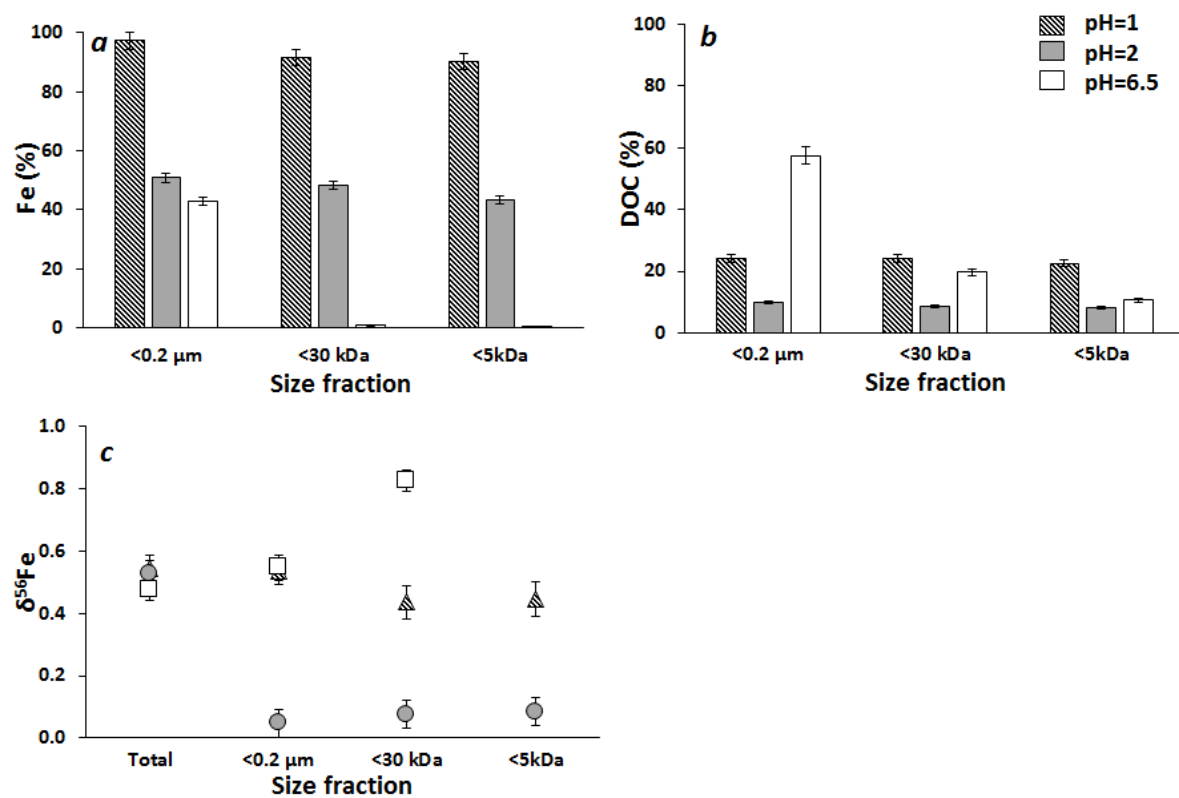 a
Fe (%)
100
80
60
40
20
0
<0.2 µm <30 kDa <5kDa
Size fraction
b
DOC (%)
100
80
60
40
20
0
<0.2 µm <30 kDa <5kDa
Size fraction
pH=1
pH=2
pH=6.5
c
δ⁵⁶Fe
1.0
0.8
0.6
0.4
0.2
0.0
Total <0.2 µm <30 kDa <5kDa
Size fraction